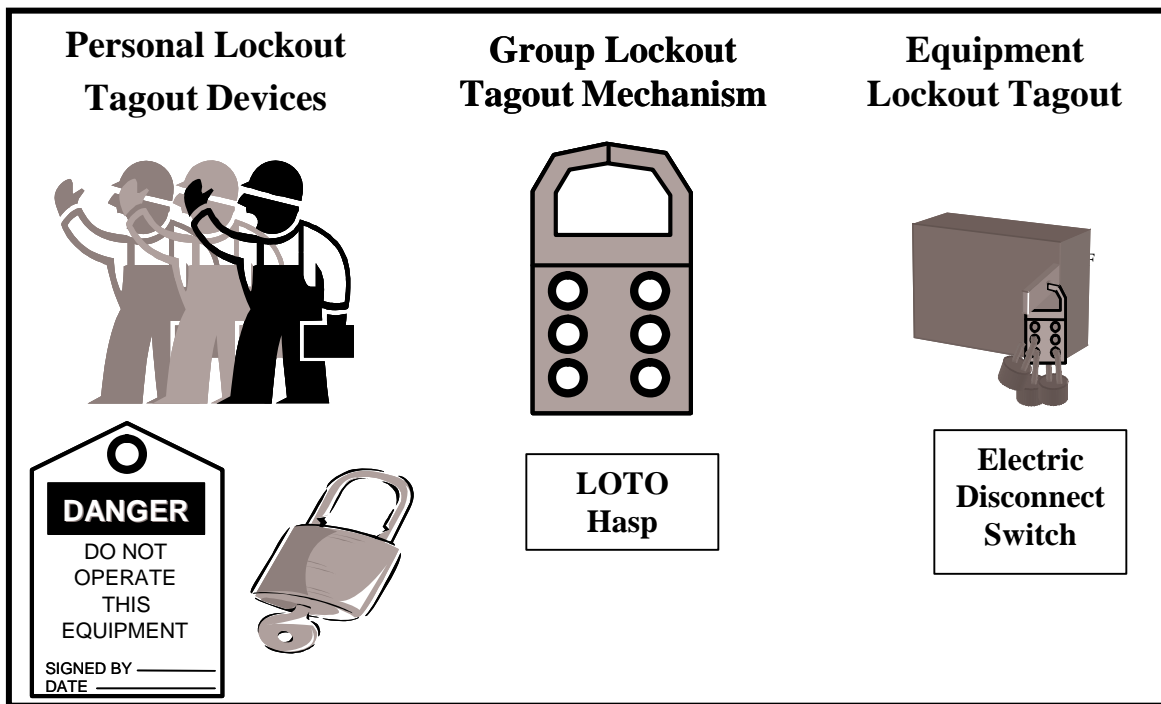 Personal Lockout
Tagout Devices
Group Lockout
Tagout Mechanism
Equipment
Lockout Tagout
F
DANGER
DO NOT
OPERATE
THIS
EQUIPMENT
SIGNED BY
DATE
LOTO
Hasp
Electric
Disconnect
Switch